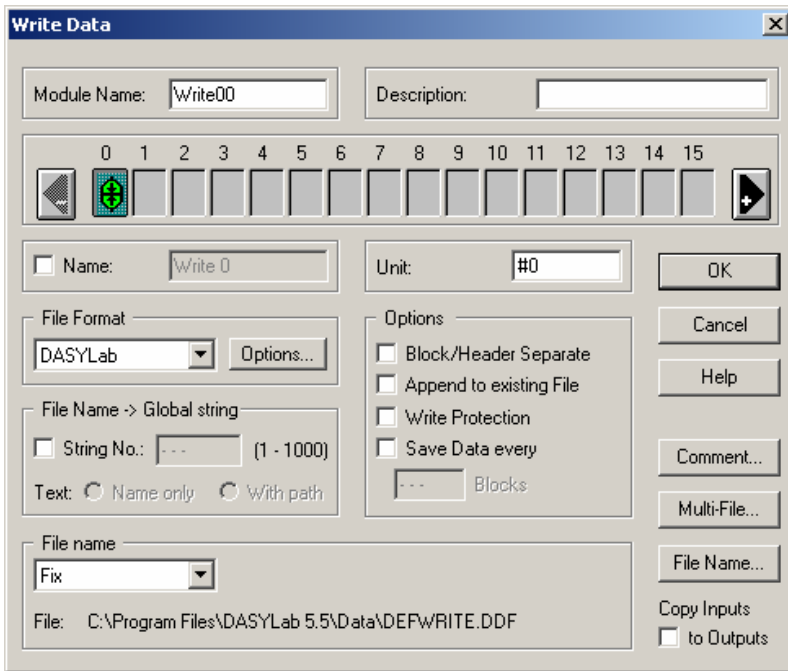 Write Data
Module Name: Write00 Description:
0 1 2 3 4 5 6 7 8 9 10 11 12 13 14 15
Name: Write 0 Unit: #0
OK
File Format Options
DASYLab Options... Block/Header Separate Cancel
Append to existing File Help
File Name -> Global string Write Protection
String No.: --- (1 - 1000) Save Data every Comment...
Text: Name only With path --- Blocks
Multi-File...
File name
Fix File Name...
File: C:\Program Files\DASYLab 5.5\Data\DEFWRITE.DDF Copy Inputs
to Outputs